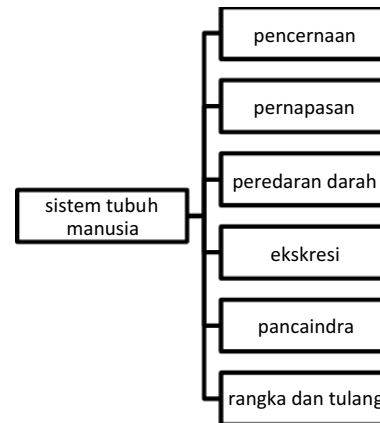 pencernaan
pernapasan
peredaran darah
sistem tubuh
manusia
ekskresi
pancaindra
rangka dan tulang